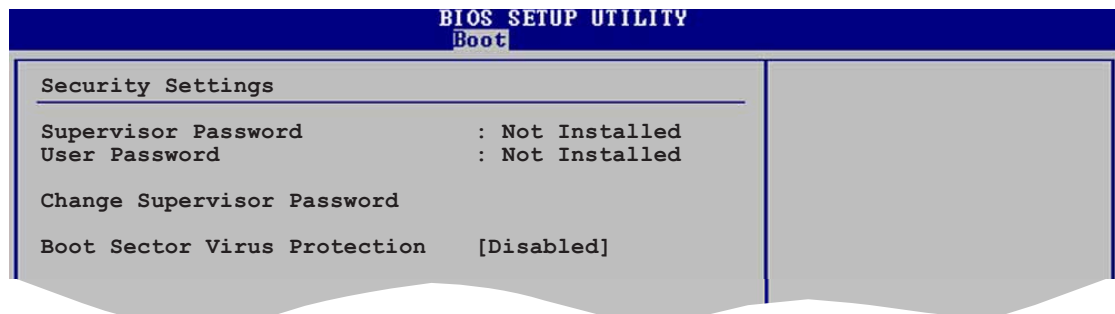 BIOS SETUP UTILITY
Boot
Security Settings
Supervisor Password : Not Installed
User Password : Not Installed
Change Supervisor Password
Boot Sector Virus Protection [Disabled]